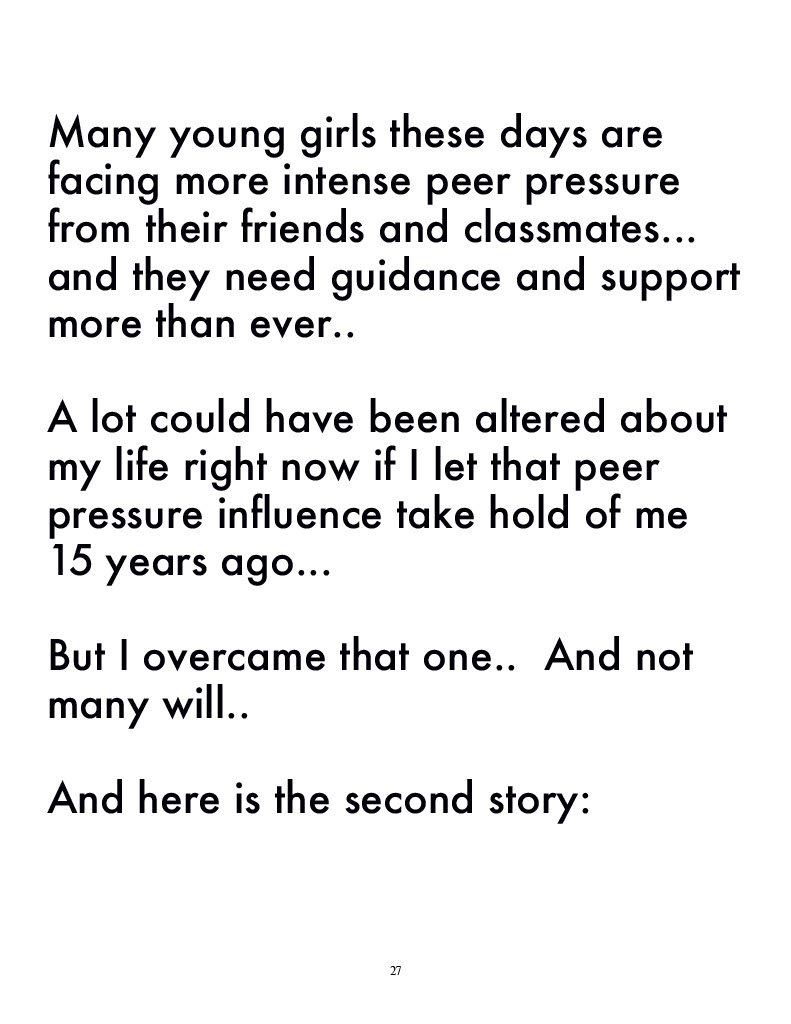 Many young girls these days are
facing more intense peer pressure
from their friends and classmates...
and they need guidance and support
more than ever..
A lot could have been altered about
my life right now if I let that peer
pressure influence take hold of me
15 years ago...
But I overcame that one..  And not
many will..
And here is the second story:
27